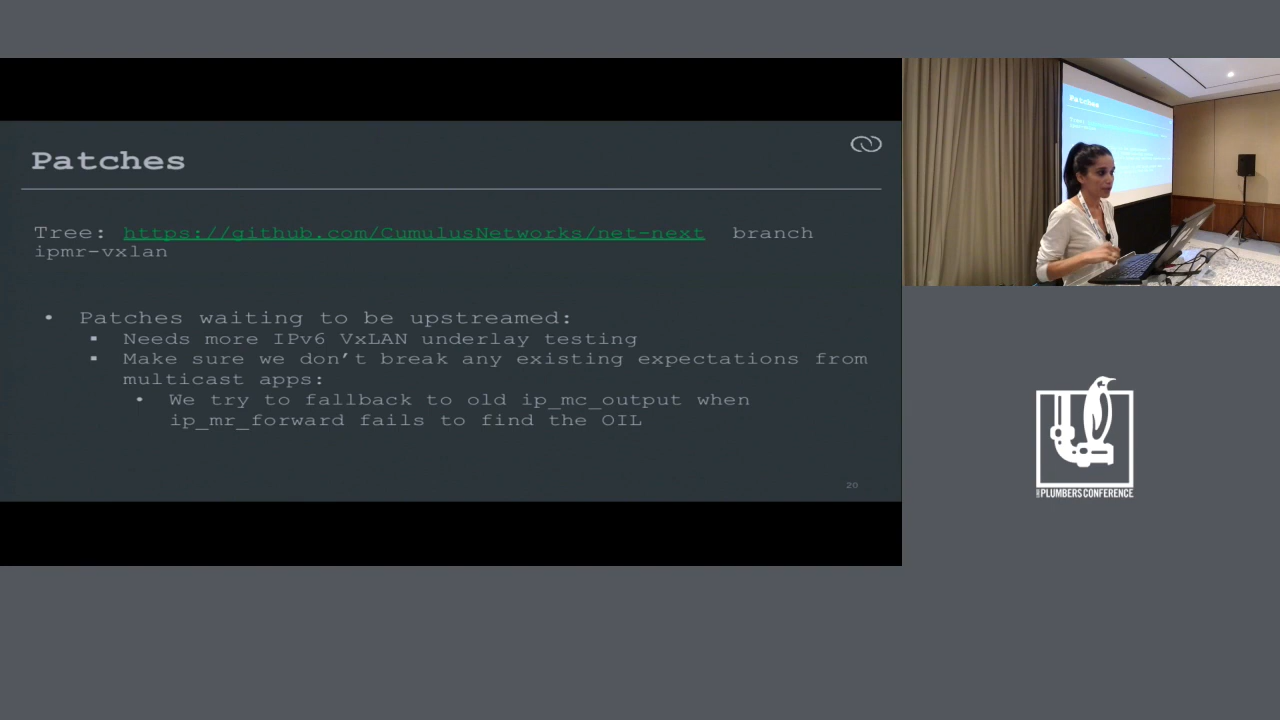 Patches
Tree: https://github.com/CumulusNetworks/net-next branch
ipmr-vxlan
• Patches waiting to be upstreamed:
▪ Needs more IPv6 VxLAN underlay testing
▪ Make sure we don’t break any existing expectations from
multicast apps:
• We try to fallback to old ip_mc_output when
ip_mr_forward fails to find the OIL
20
Patches
PLUMBERS CONFERENCE